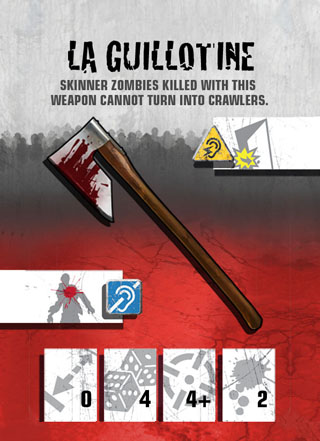 LA GUILLOTINE
SKINNER ZOMBIES KILLED WITH THIS
WEAPON CANNOT TURN INTO CRAWLERS.
0 4 4+ 2